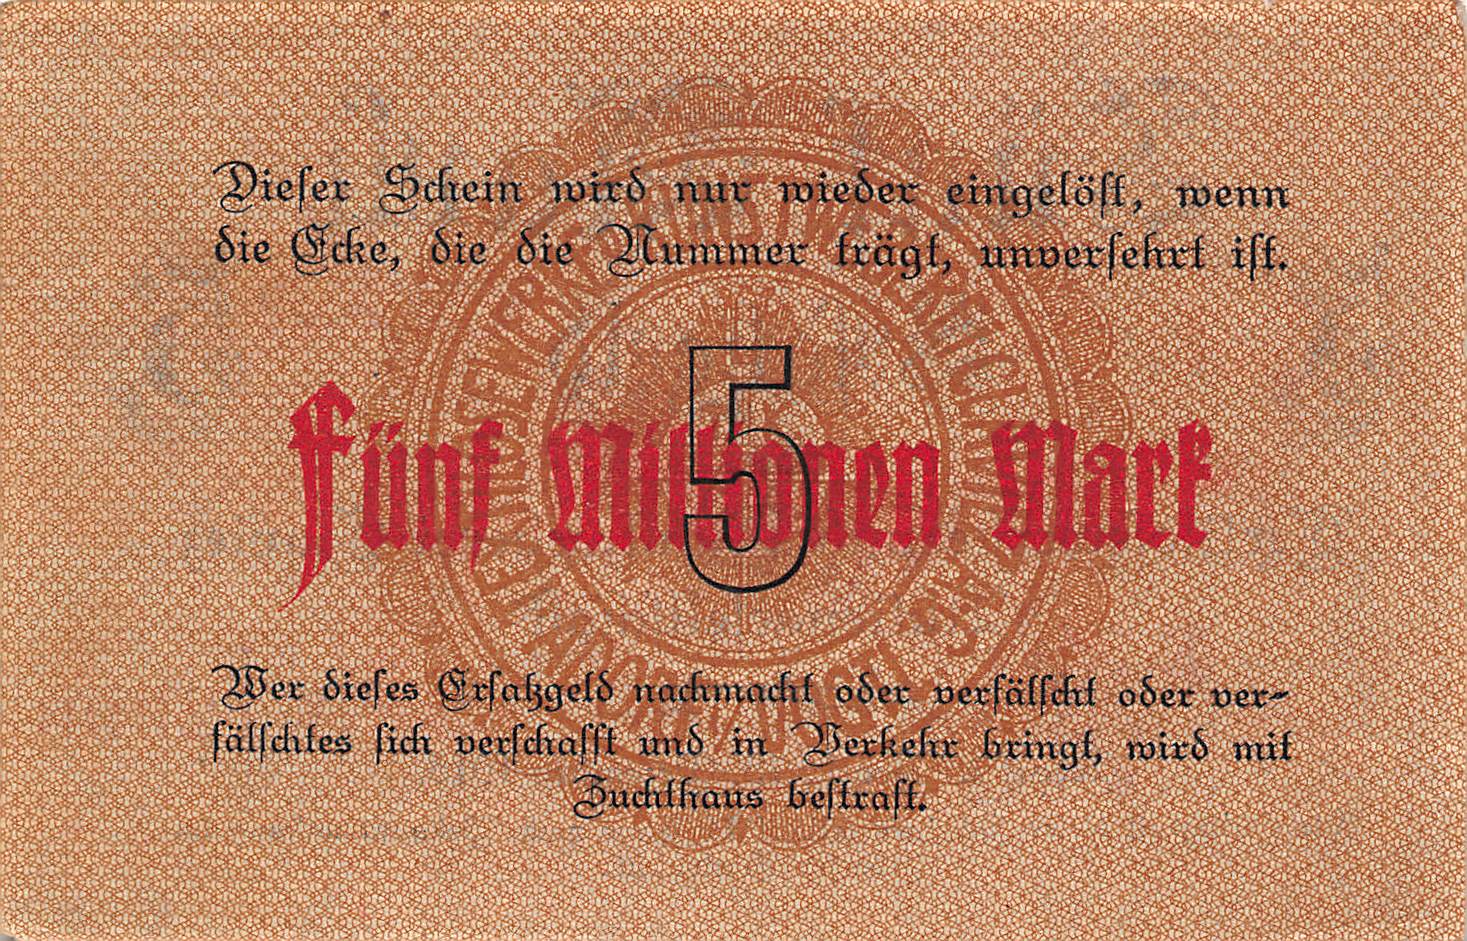 Dieser Schein wird nur wieder eingelöst, wenn
die Ecke, die die Nummer trägt, unversehrt ist.
Fünf Millionen Mark
5
Wer dieses Ersatzgeld nachmacht oder verfälscht oder ver-
fälschtes sich verschafft und in Verkehr bringt, wird mit
Zuchthaus bestraft.